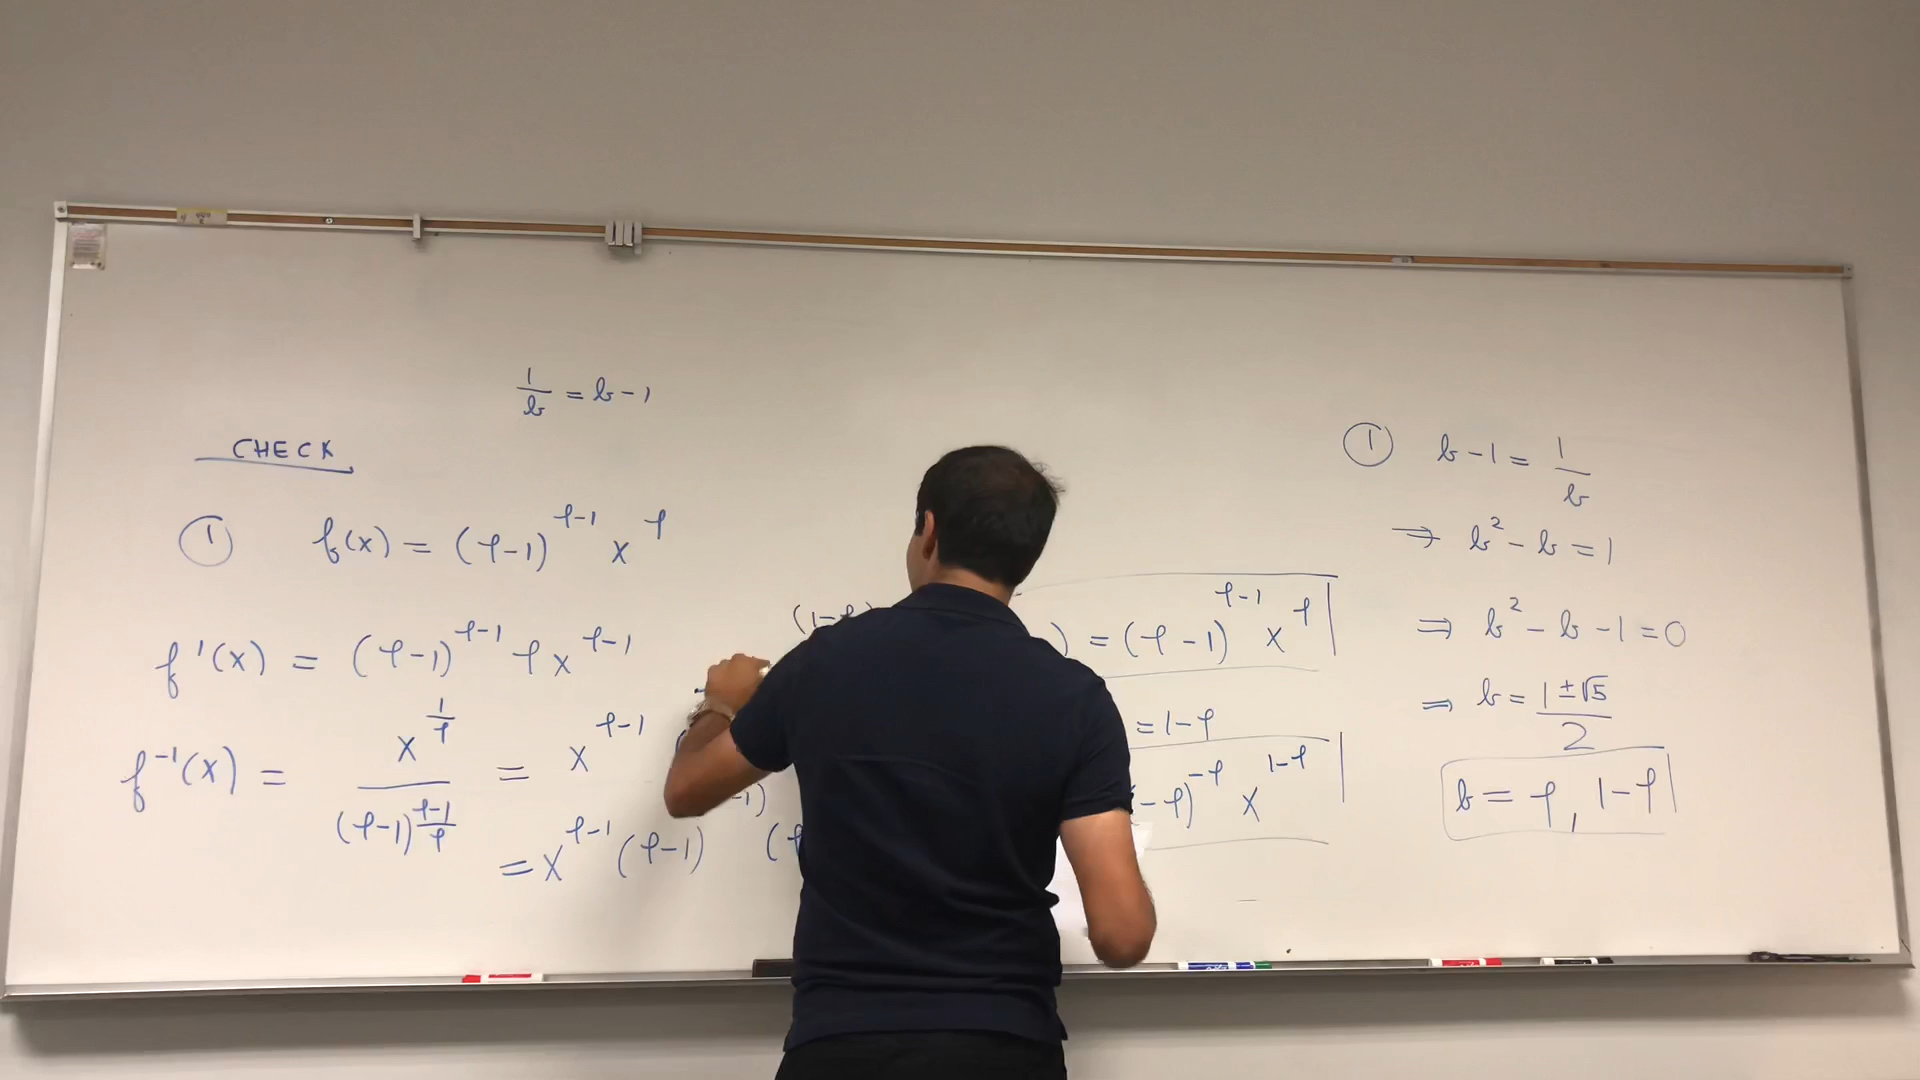 1/b = b-1
CHECK
① f(x) = (φ-1)^φ-1 x^φ
f'(x) = (φ-1)^φ-1 φ x^φ-1
f^-1(x) = x^1/φ / (φ-1)^φ-1/φ = x^φ-1
= x^φ-1 (φ-1)
) = (φ-1)^φ-1 x^φ
= 1-φ
-φ)^-φ x^1-φ
① b-1 = 1/b
⇒ b² - b = 1
⇒ b² - b - 1 = 0
⇒ b = 1±√5 / 2
b = φ, 1-φ